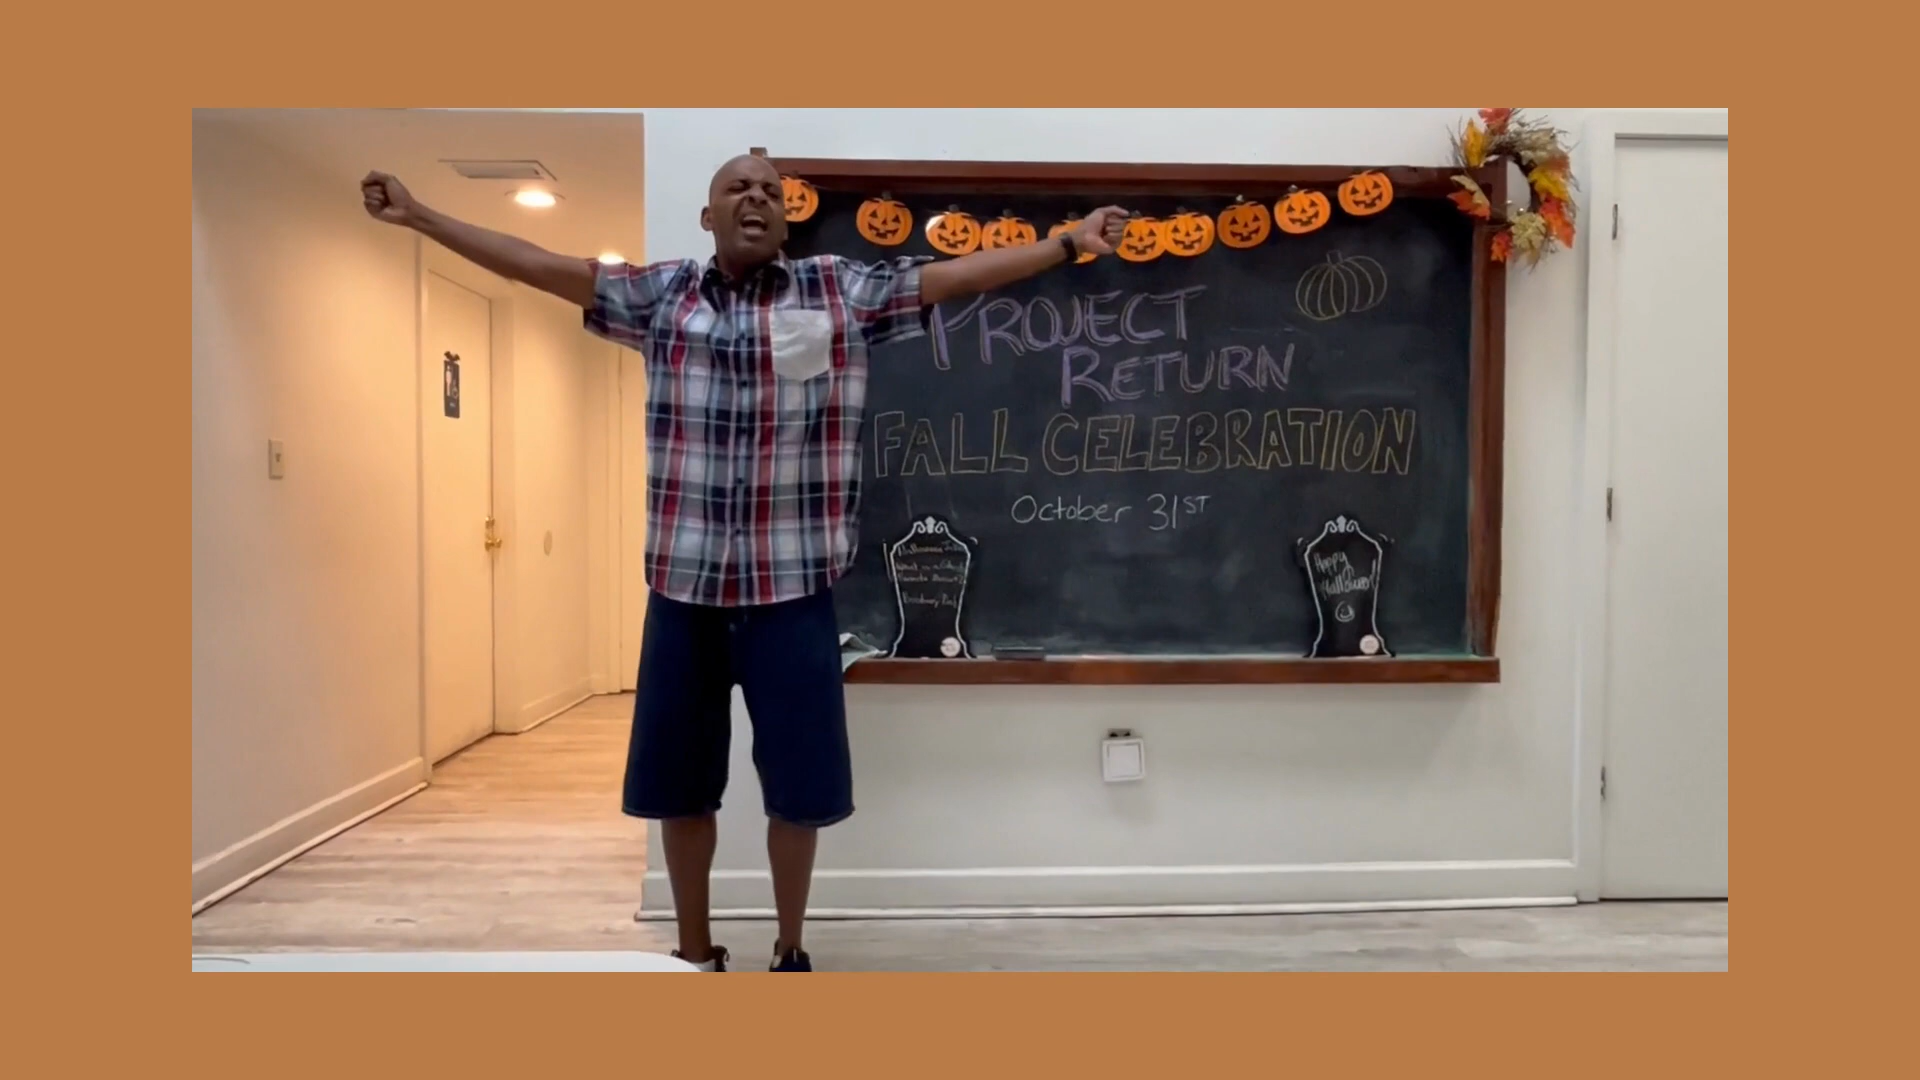 PROJECT
RETURN
FALL CELEBRATION
October 31ST
Happy
Halloween